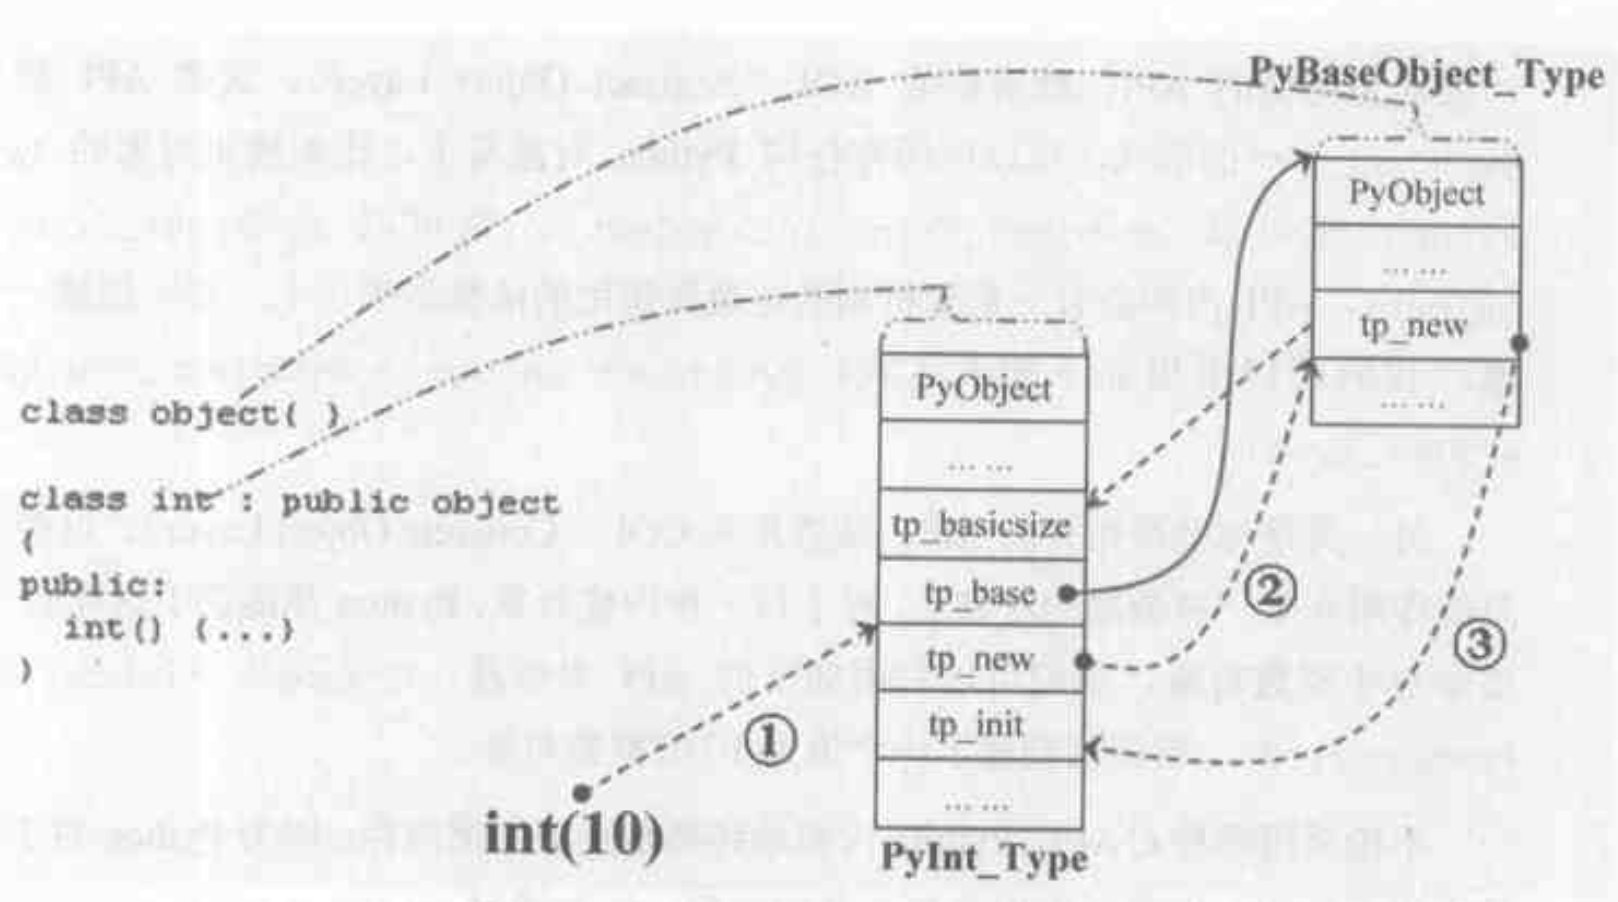 PyBaseObject_Type
PyObject
... ...
tp_new
... ...
class object( )
class int : public object
{
public:
int() {...}
)
PyObject
... ...
tp_basicsize
tp_base
tp_new
tp_init
... ...
PyInt_Type
①
②
③
int(10)